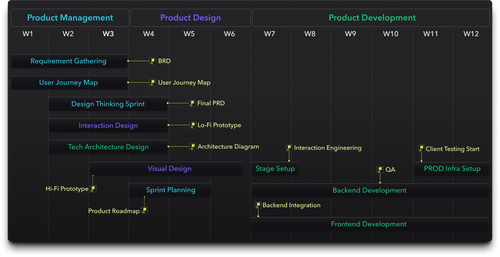 Product Management Product Design Product Development
W1 W2 W3 W4 W5 W6 W7 W8 W9 W10 W11 W12
Requirement Gathering BRD
User Journey Map User Journey Map
Design Thinking Sprint Final PRD
Interaction Design Lo-Fi Prototype
Tech Architecture Design Architecture Diagram Interaction Engineering Client Testing Start
Visual Design Stage Setup QA PROD Infra Setup
Hi-Fi Prototype Sprint Planning Backend Development
Product Roadmap Backend Integration
Frontend Development